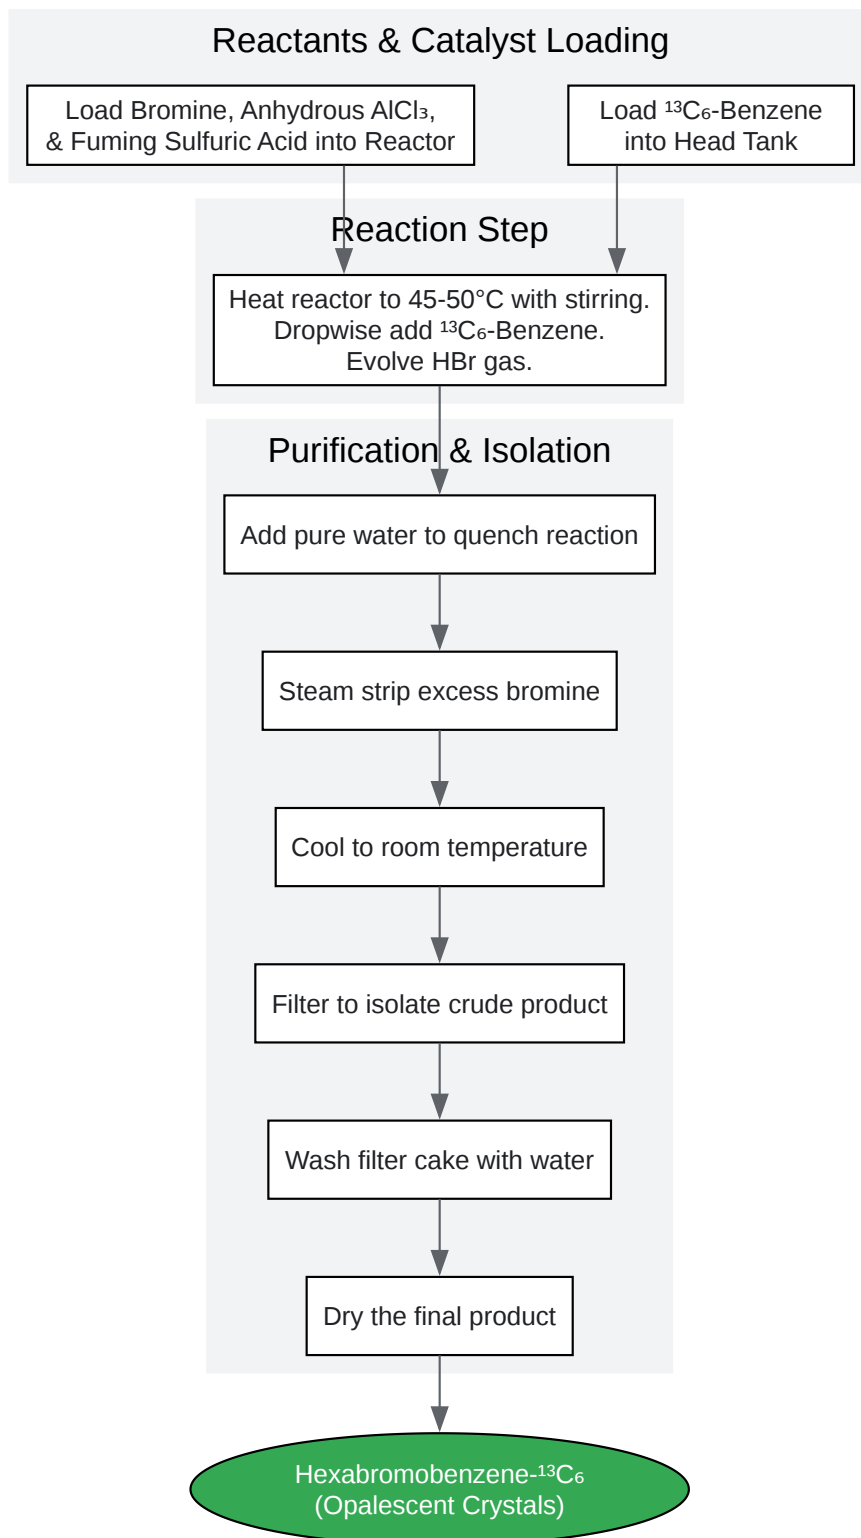 Reactants & Catalyst Loading
Load Bromine, Anhydrous AlCl₃,
& Fuming Sulfuric Acid into Reactor
Load ¹³C₆-Benzene
into Head Tank
Reaction Step
Heat reactor to 45-50°C with stirring.
Dropwise add ¹³C₆-Benzene.
Evolve HBr gas.
Purification & Isolation
Add pure water to quench reaction
Steam strip excess bromine
Cool to room temperature
Filter to isolate crude product
Wash filter cake with water
Dry the final product
Hexabromobenzene-¹³C₆
(Opalescent Crystals)